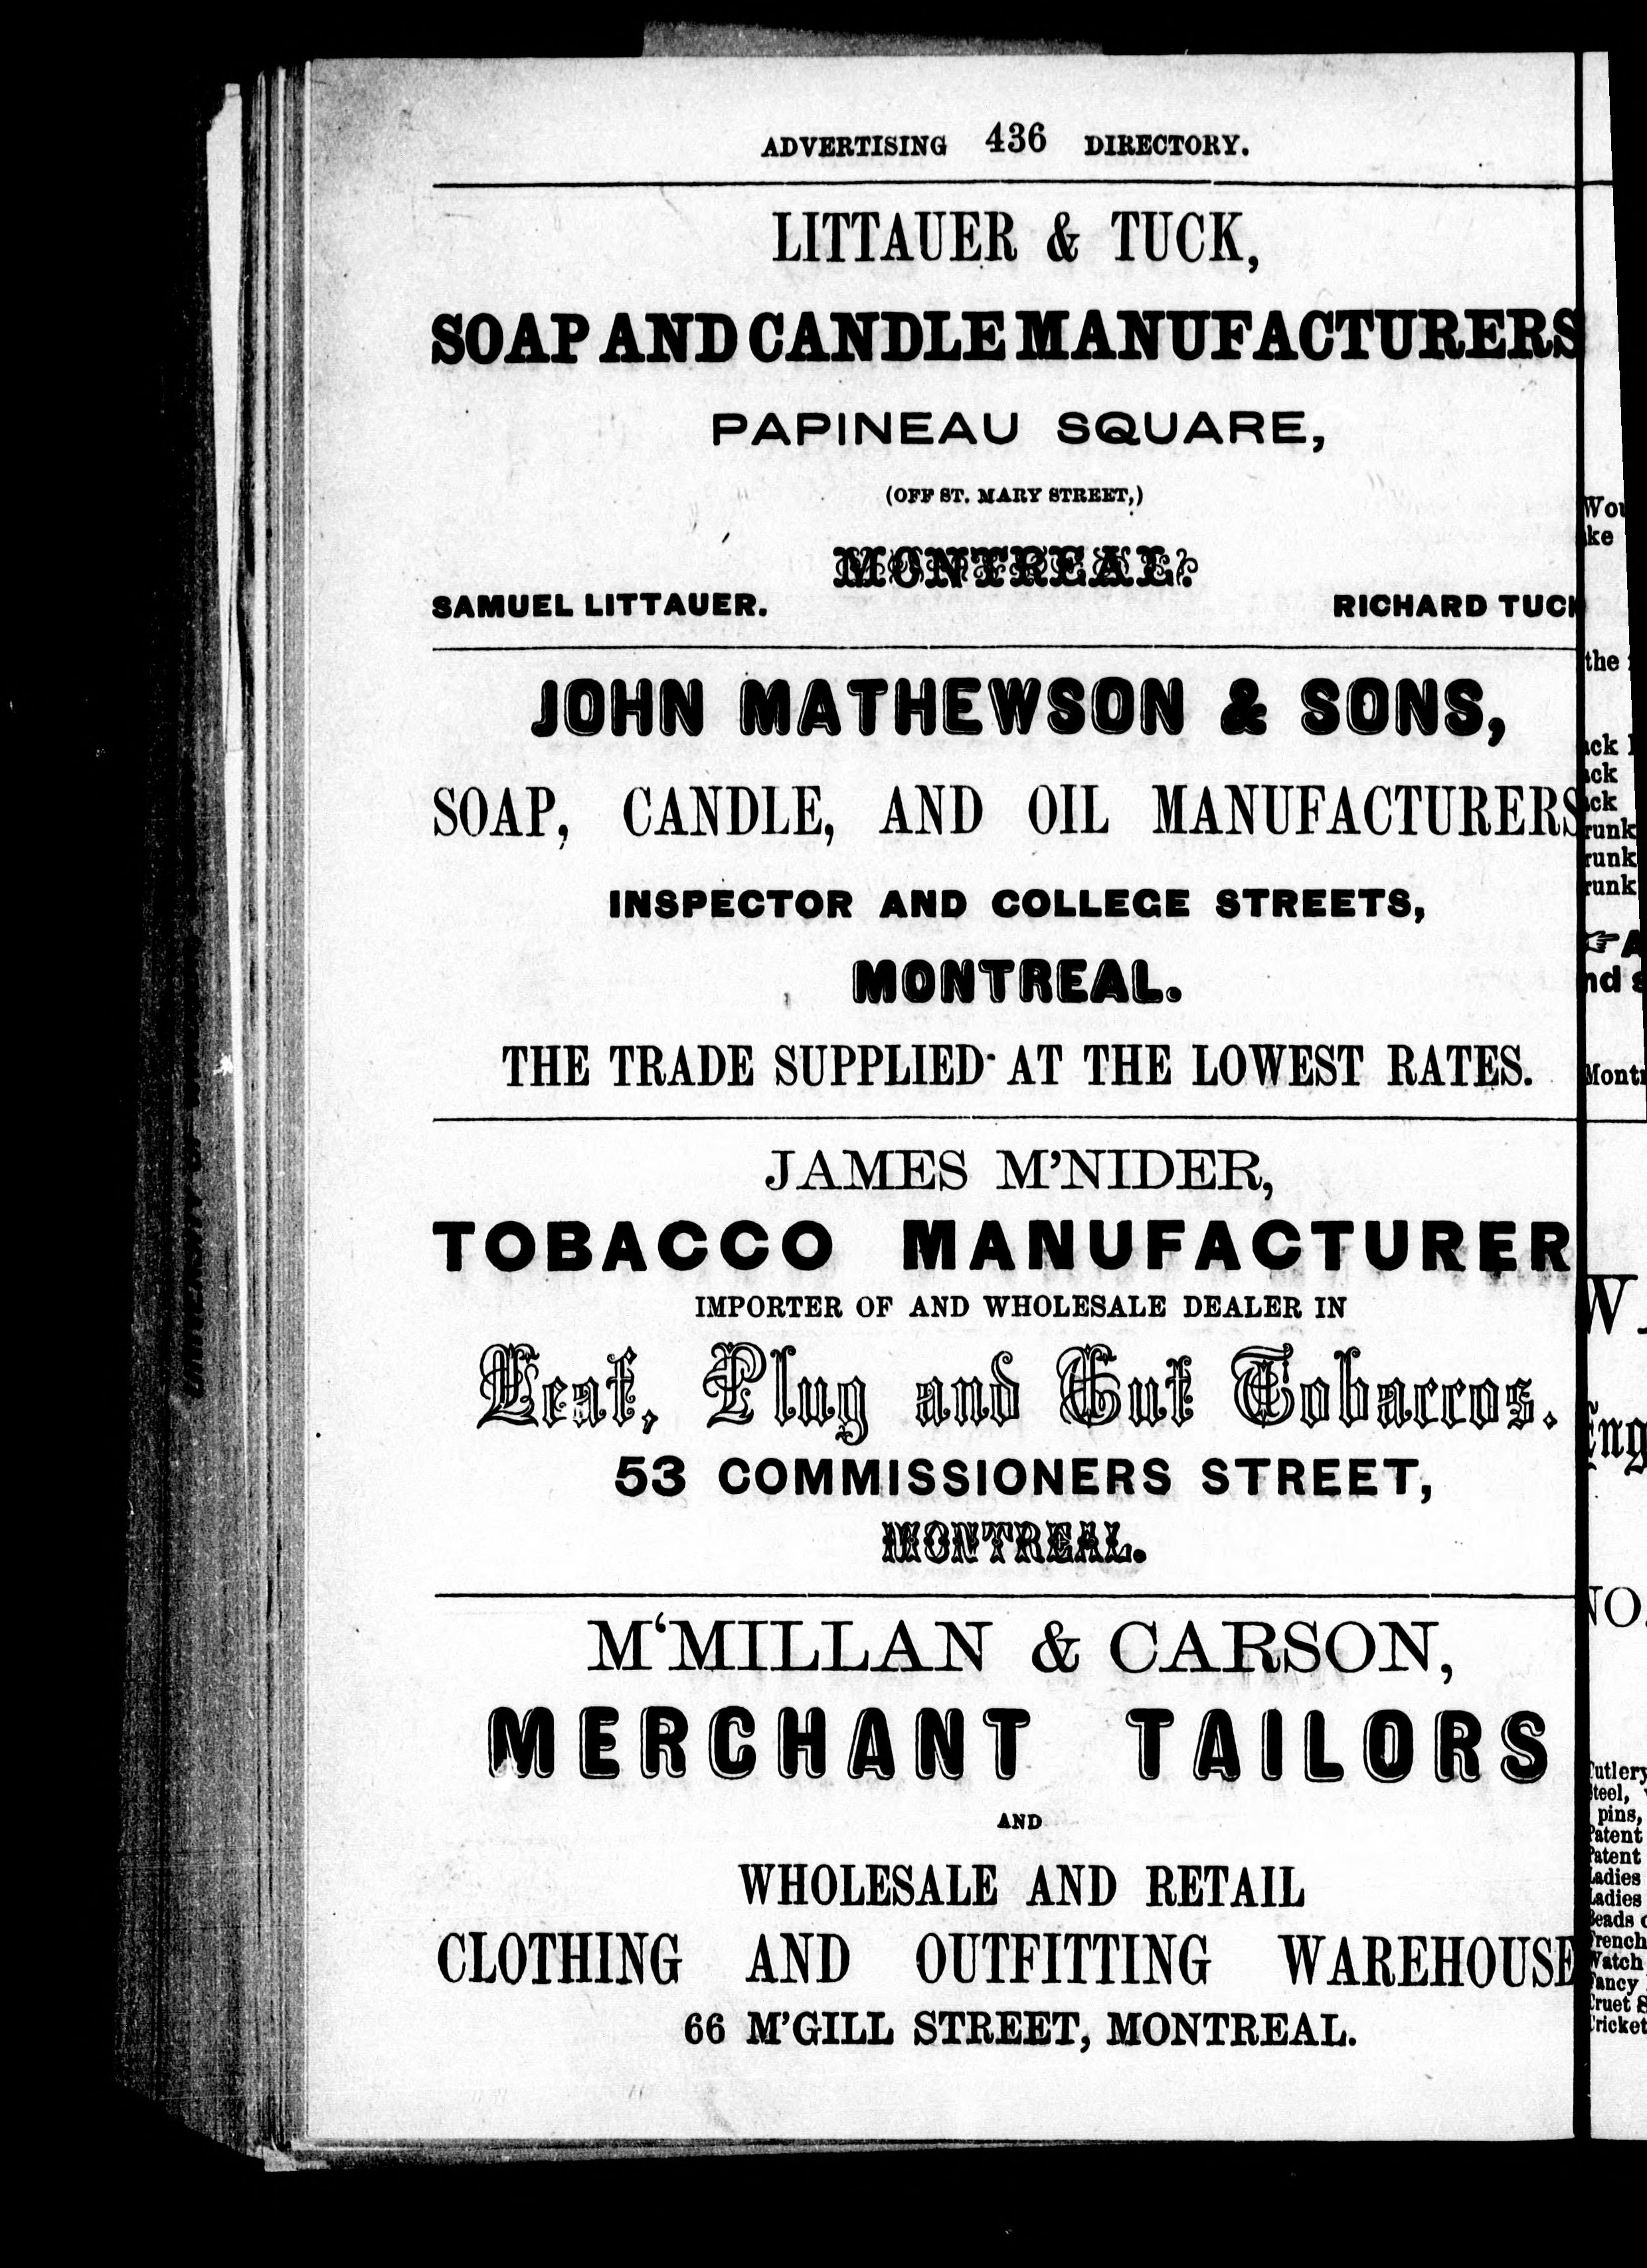 ADVERTISING 436 DIRECTORY.
LITTAUER & TUCK,
SOAP AND CANDLE MANUFACTURERS
PAPINEAU SQUARE,
(OFF ST. MARY STREET,)
MONTREAL.
SAMUEL LITTAUER. RICHARD TUCK
JOHN MATHEWSON & SONS,
SOAP, CANDLE, AND OIL MANUFACTURERS
INSPECTOR AND COLLEGE STREETS,
MONTREAL.
THE TRADE SUPPLIED AT THE LOWEST RATES.
JAMES M'NIDER,
TOBACCO MANUFACTURER
IMPORTER OF AND WHOLESALE DEALER IN
Leaf, Plug and Cut Tobaccos.
53 COMMISSIONERS STREET,
MONTREAL.
M'MILLAN & CARSON,
MERCHANT TAILORS
AND
WHOLESALE AND RETAIL
CLOTHING AND OUTFITTING WAREHOUSE
66 M'GILL STREET, MONTREAL.
the
pins,